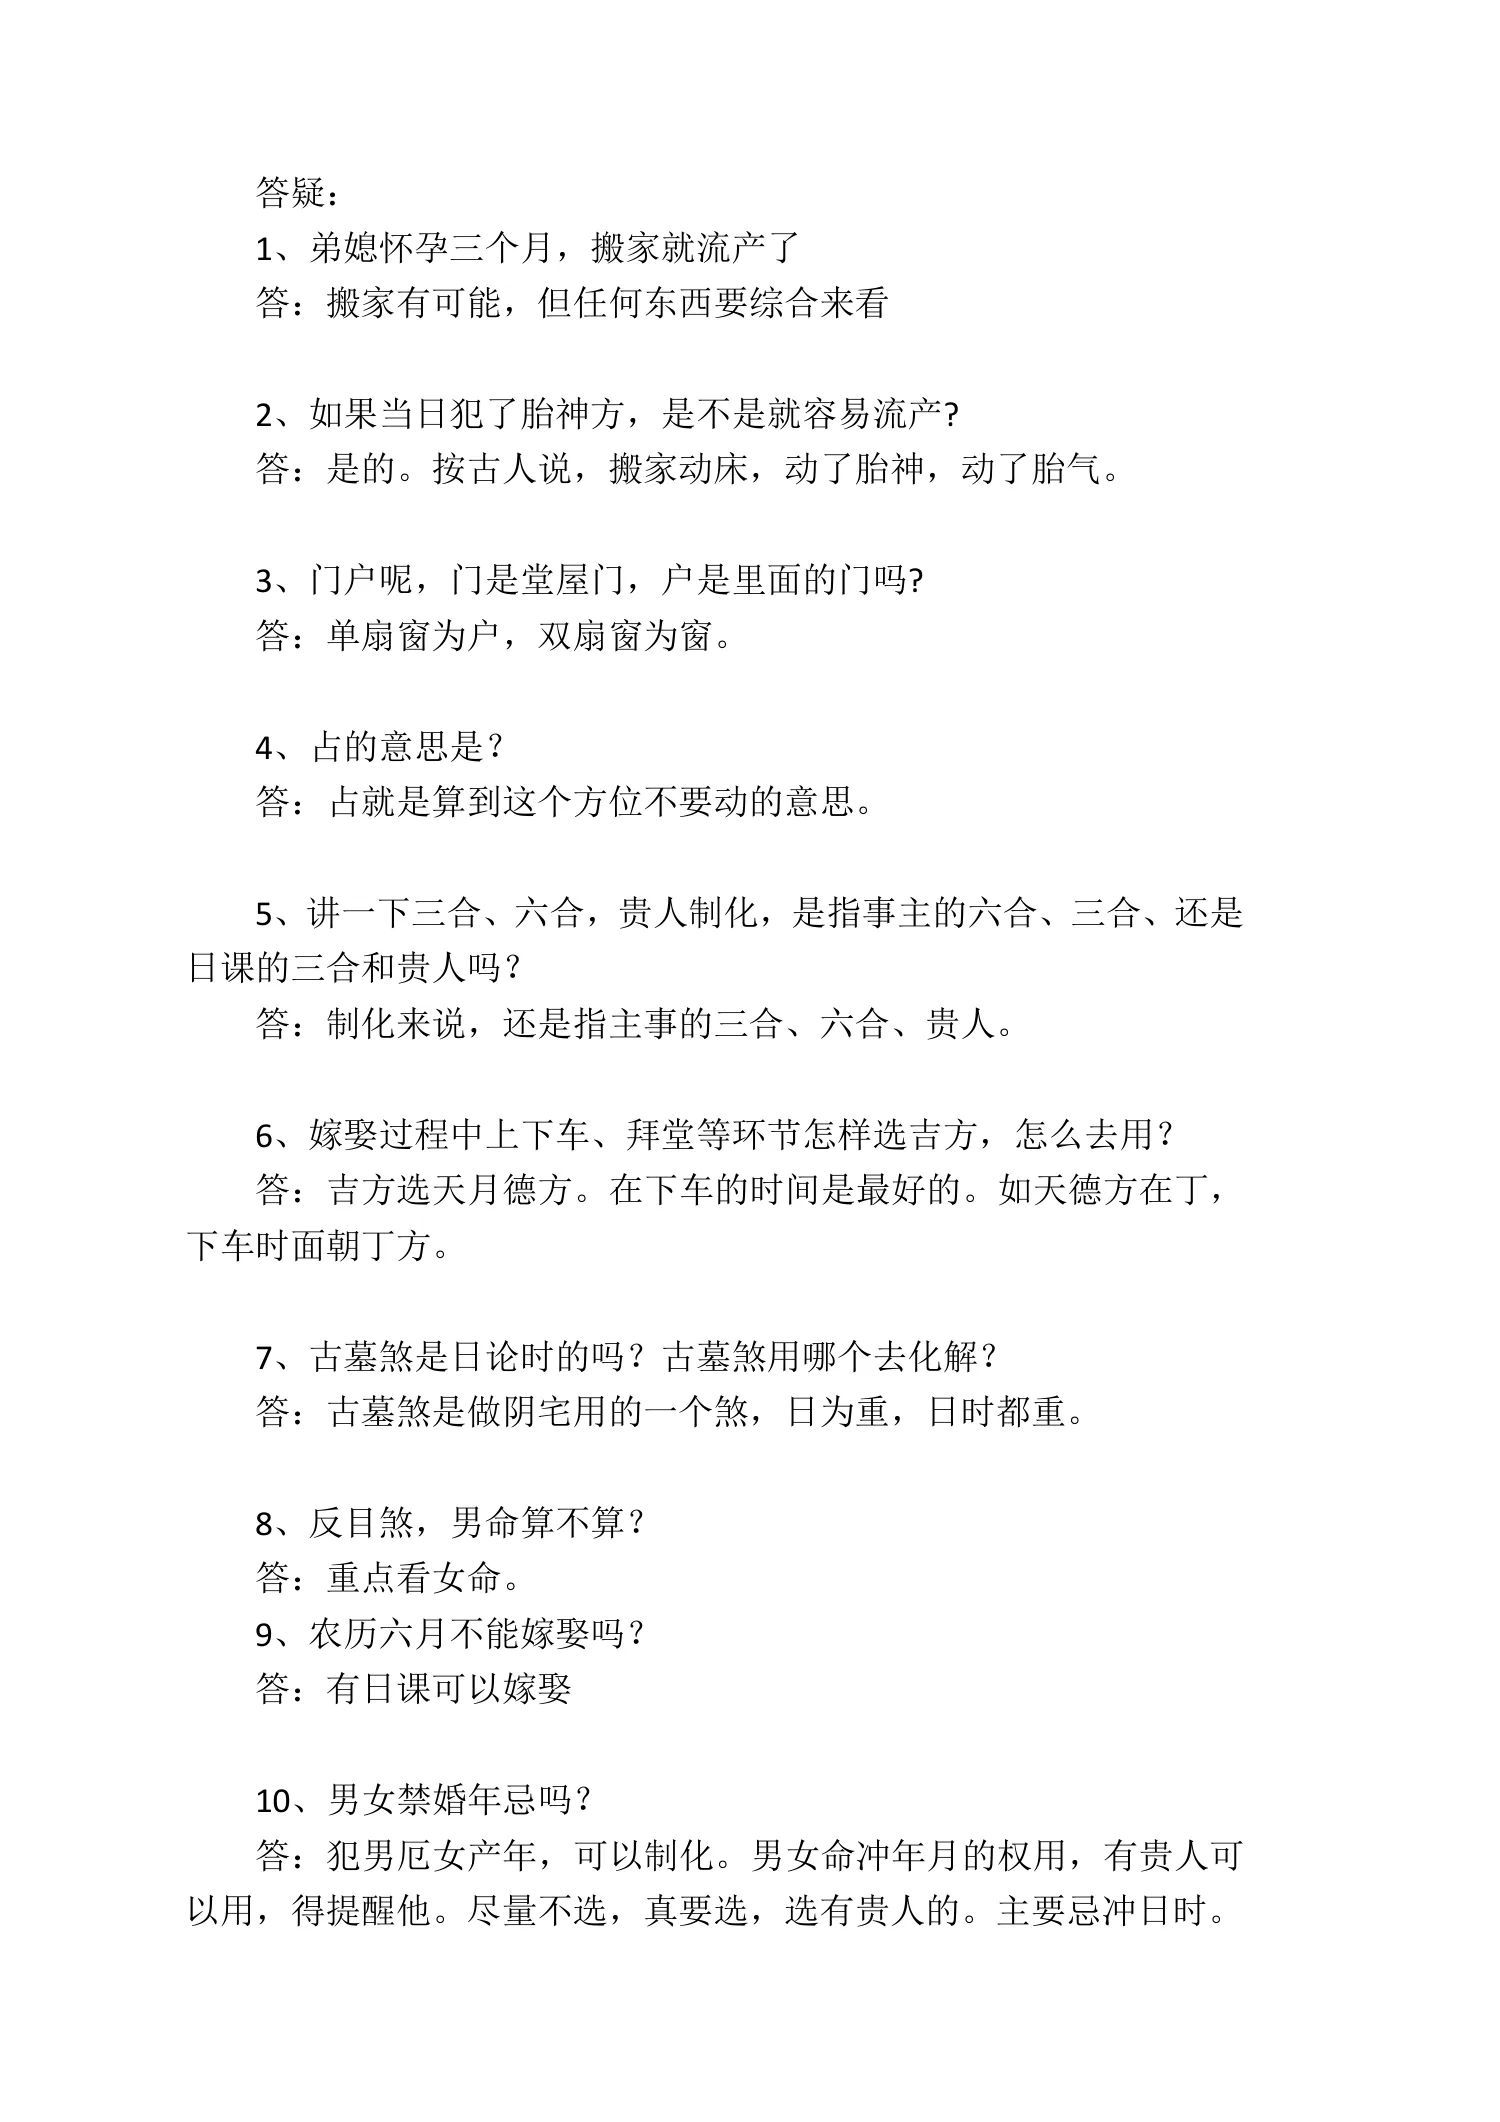 答疑：
1、弟媳怀孕三个月，搬家就流产了
答：搬家有可能，但任何东西要综合来看
2、如果当日犯了胎神方，是不是就容易流产?
答：是的。按古人说，搬家动床，动了胎神，动了胎气。
3、门户呢，门是堂屋门，户是里面的门吗?
答：单扇窗为户，双扇窗为窗。
4、占的意思是？
答：占就是算到这个方位不要动的意思。
5、讲一下三合、六合，贵人制化，是指事主的六合、三合、还是
日课的三合和贵人吗？
答：制化来说，还是指主事的三合、六合、贵人。
6、嫁娶过程中上下车、拜堂等环节怎样选吉方，怎么去用？
答：吉方选天月德方。在下车的时间是最好的。如天德方在丁，
下车时面朝丁方。
7、古墓煞是日论时的吗？古墓煞用哪个去化解？
答：古墓煞是做阴宅用的一个煞，日为重，日时都重。
8、反目煞，男命算不算？
答：重点看女命。
9、农历六月不能嫁娶吗？
答：有日课可以嫁娶
10、男女禁婚年忌吗？
答：犯男厄女产年，可以制化。男女命冲年月的权用，有贵人可
以用，得提醒他。尽量不选，真要选，选有贵人的。主要忌冲日时。